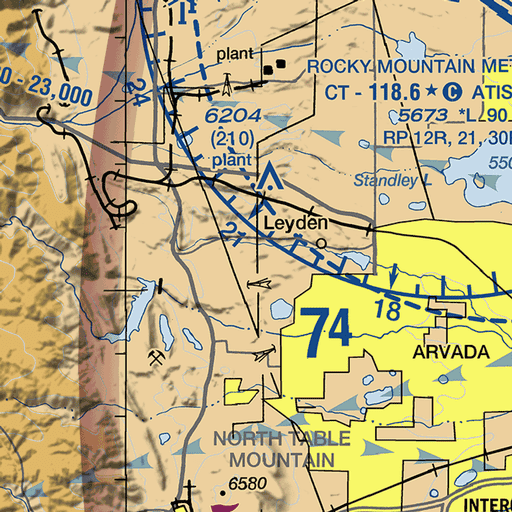 plant
0 - 23,000
24
ROCKY MOUNTAIN ME
CT - 118.6 ★ C ATIS
6204
(210)
5673 *L 90
RP 12R, 21, 30
plant
550
Standley L
Leyden
21
18
74
ARVADA
NORTH TABLE
MOUNTAIN
6580
INTER